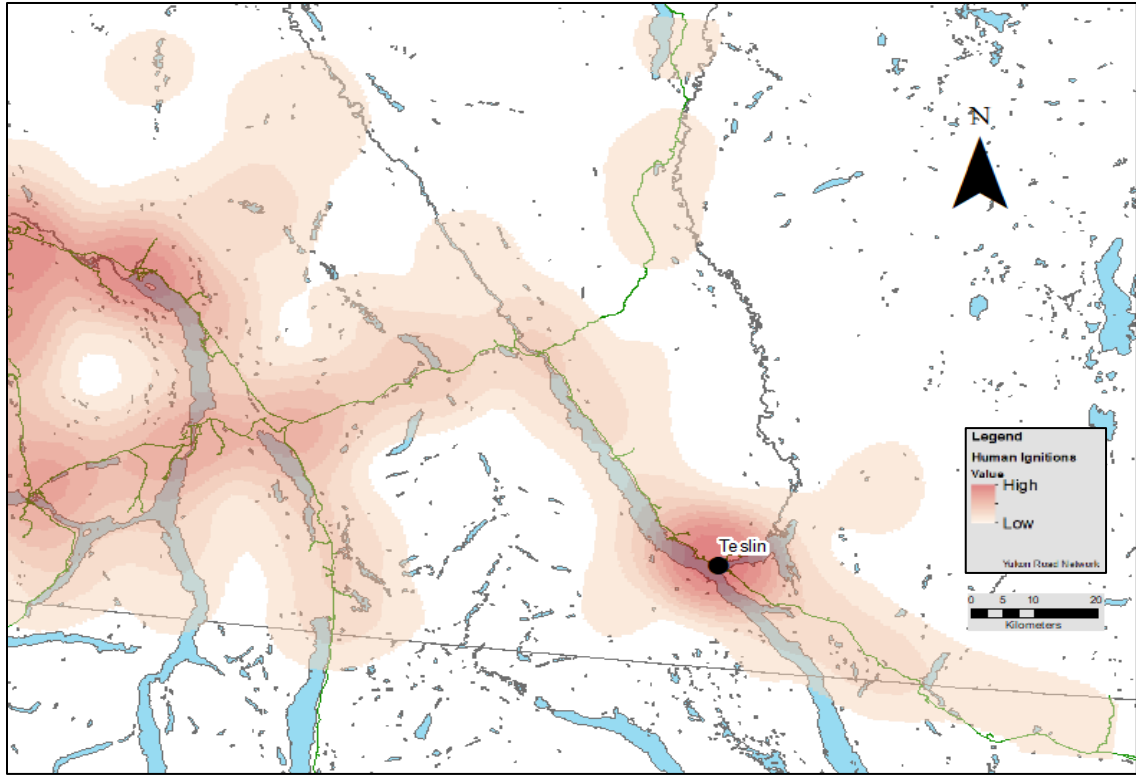 N
Teslin
Legend
Human Ignitions
Value
High
Low
Yukon Road Network
0 5 10 20
Kilometers